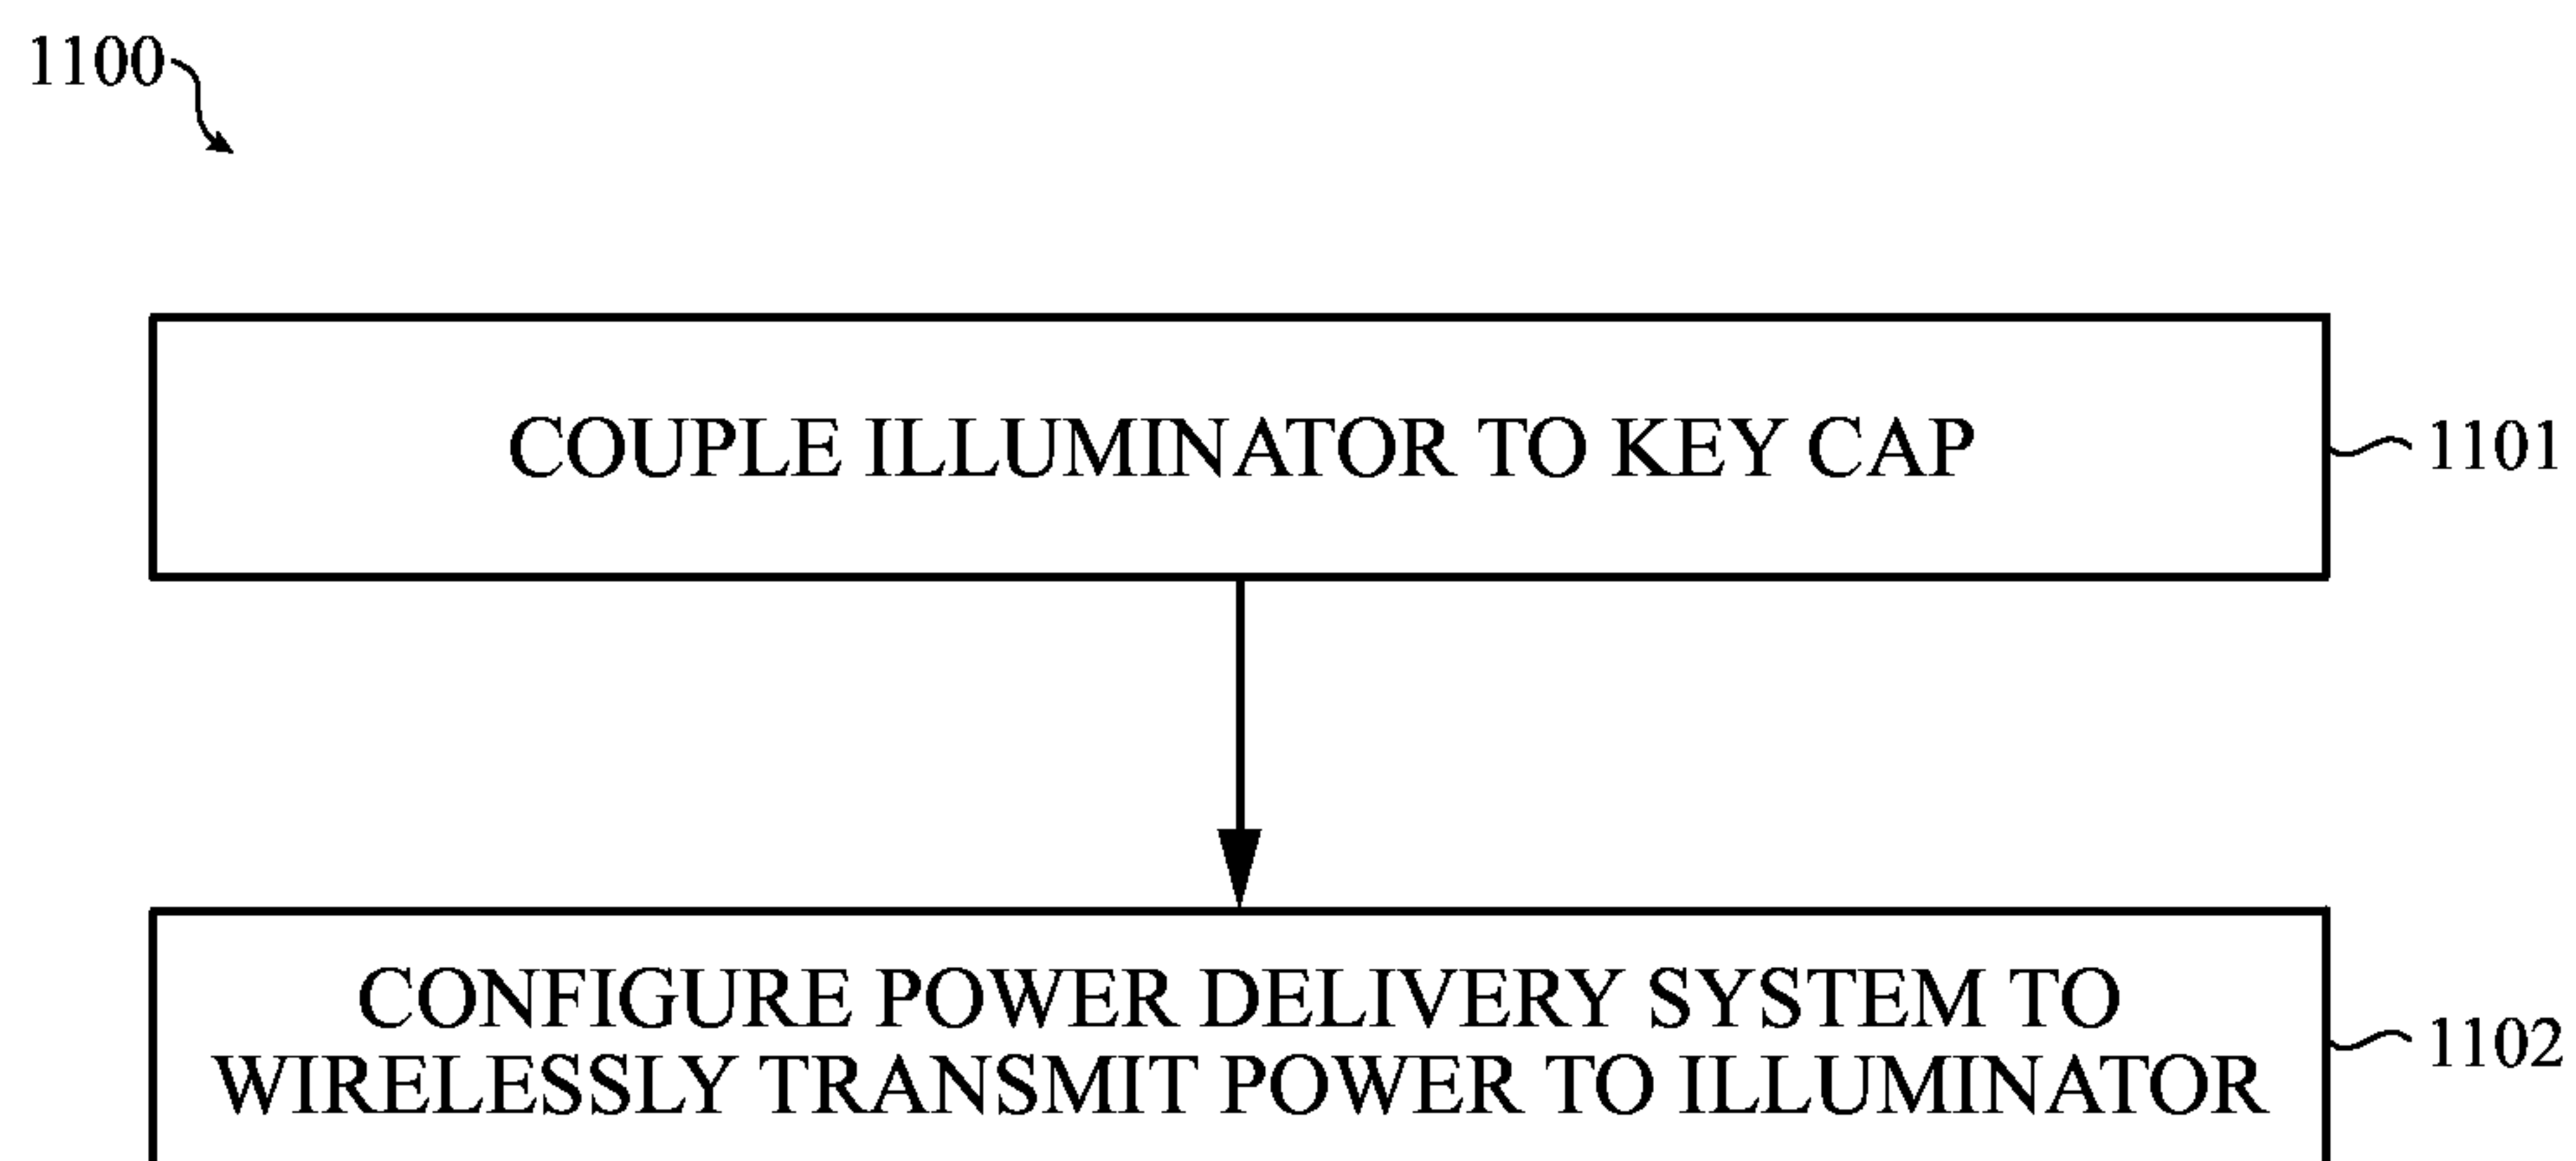 1100
COUPLE ILLUMINATOR TO KEY CAP
1101
CONFIGURE POWER DELIVERY SYSTEM TO
WIRELESSLY TRANSMIT POWER TO ILLUMINATOR
1102